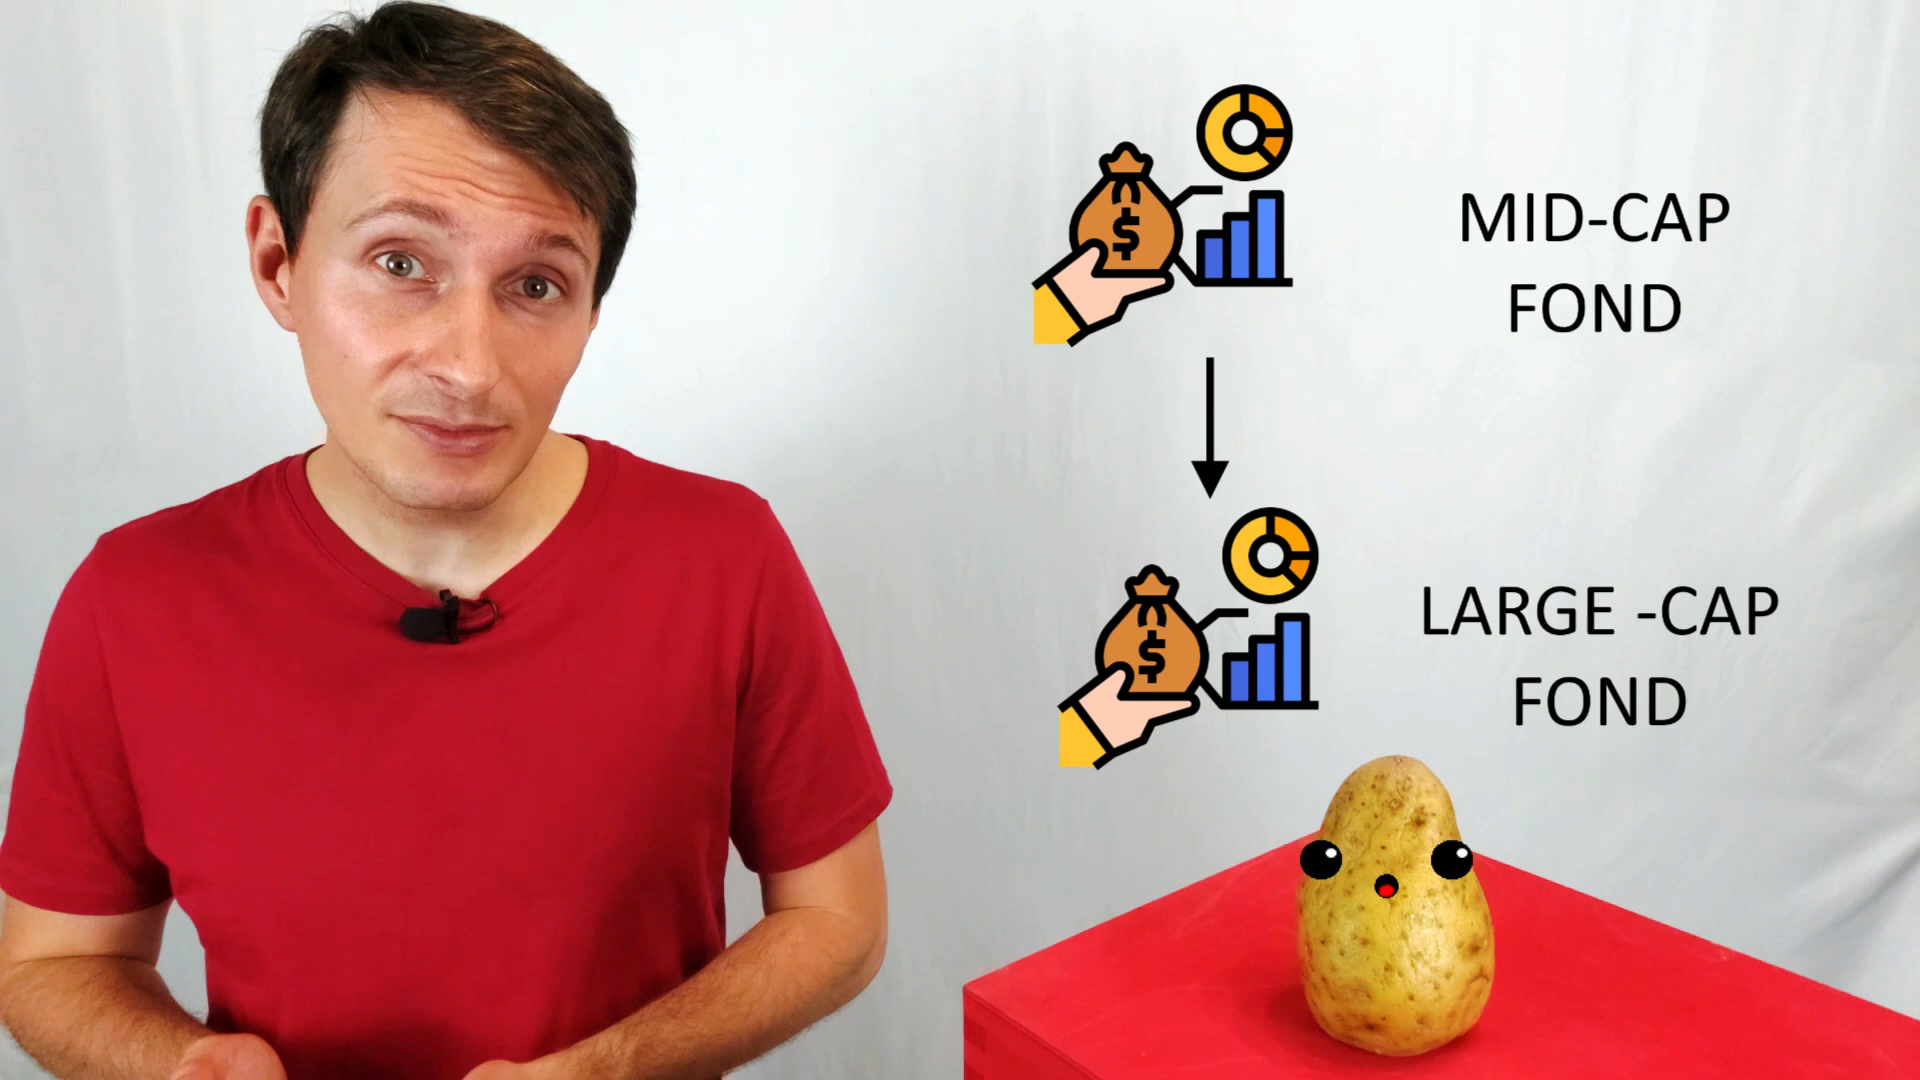 $
MID-CAP
FOND
$
LARGE -CAP
FOND